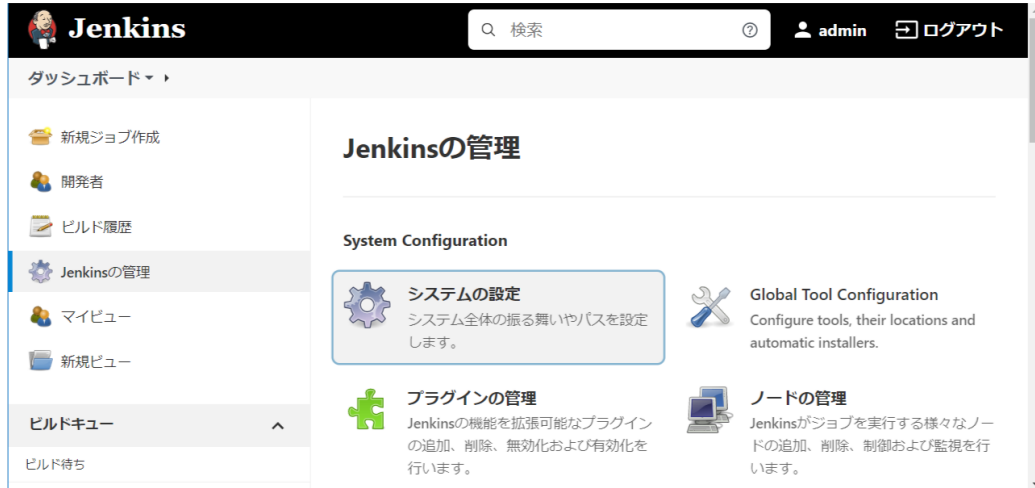 Jenkins
検索
admin
ログアウト
ダッシュボード
新規ジョブ作成
開発者
ビルド履歴
Jenkinsの管理
マイビュー
新規ビュー
ビルドキュー
ビルド待ち
Jenkinsの管理
System Configuration
システムの設定
システム全体の振る舞いやパスを設定
します。
Global Tool Configuration
Configure tools, their locations and
automatic installers.
プラグインの管理
Jenkinsの機能を拡張可能なプラグイン
の追加、削除、無効化および有効化を
行います。
ノードの管理
Jenkinsがジョブを実行する様々なノー
ドの追加、削除、制御および監視を行
います。